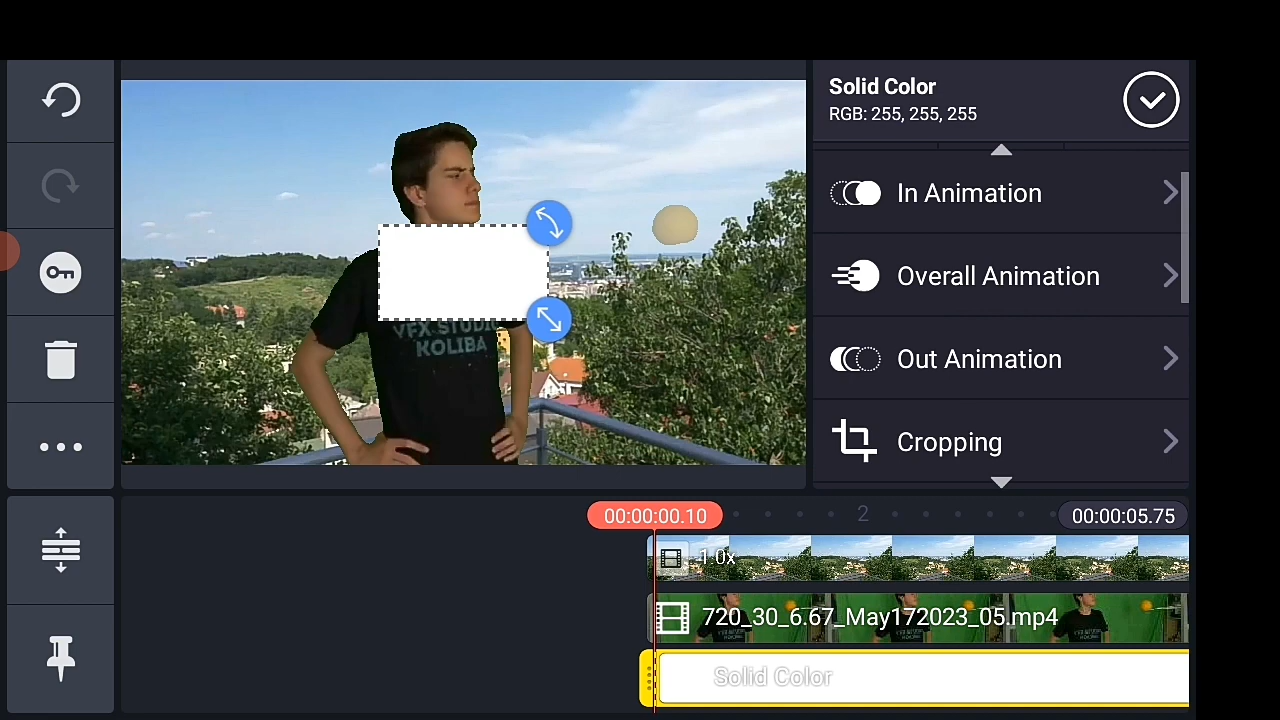 Solid Color
RGB: 255, 255, 255
In Animation
Overall Animation
Out Animation
Cropping
VFX STUDIO
KOLIBA
00:00:00.10
2
00:00:05.75
1.0x
720_30_6.67_May172023_05.mp4
Solid Color